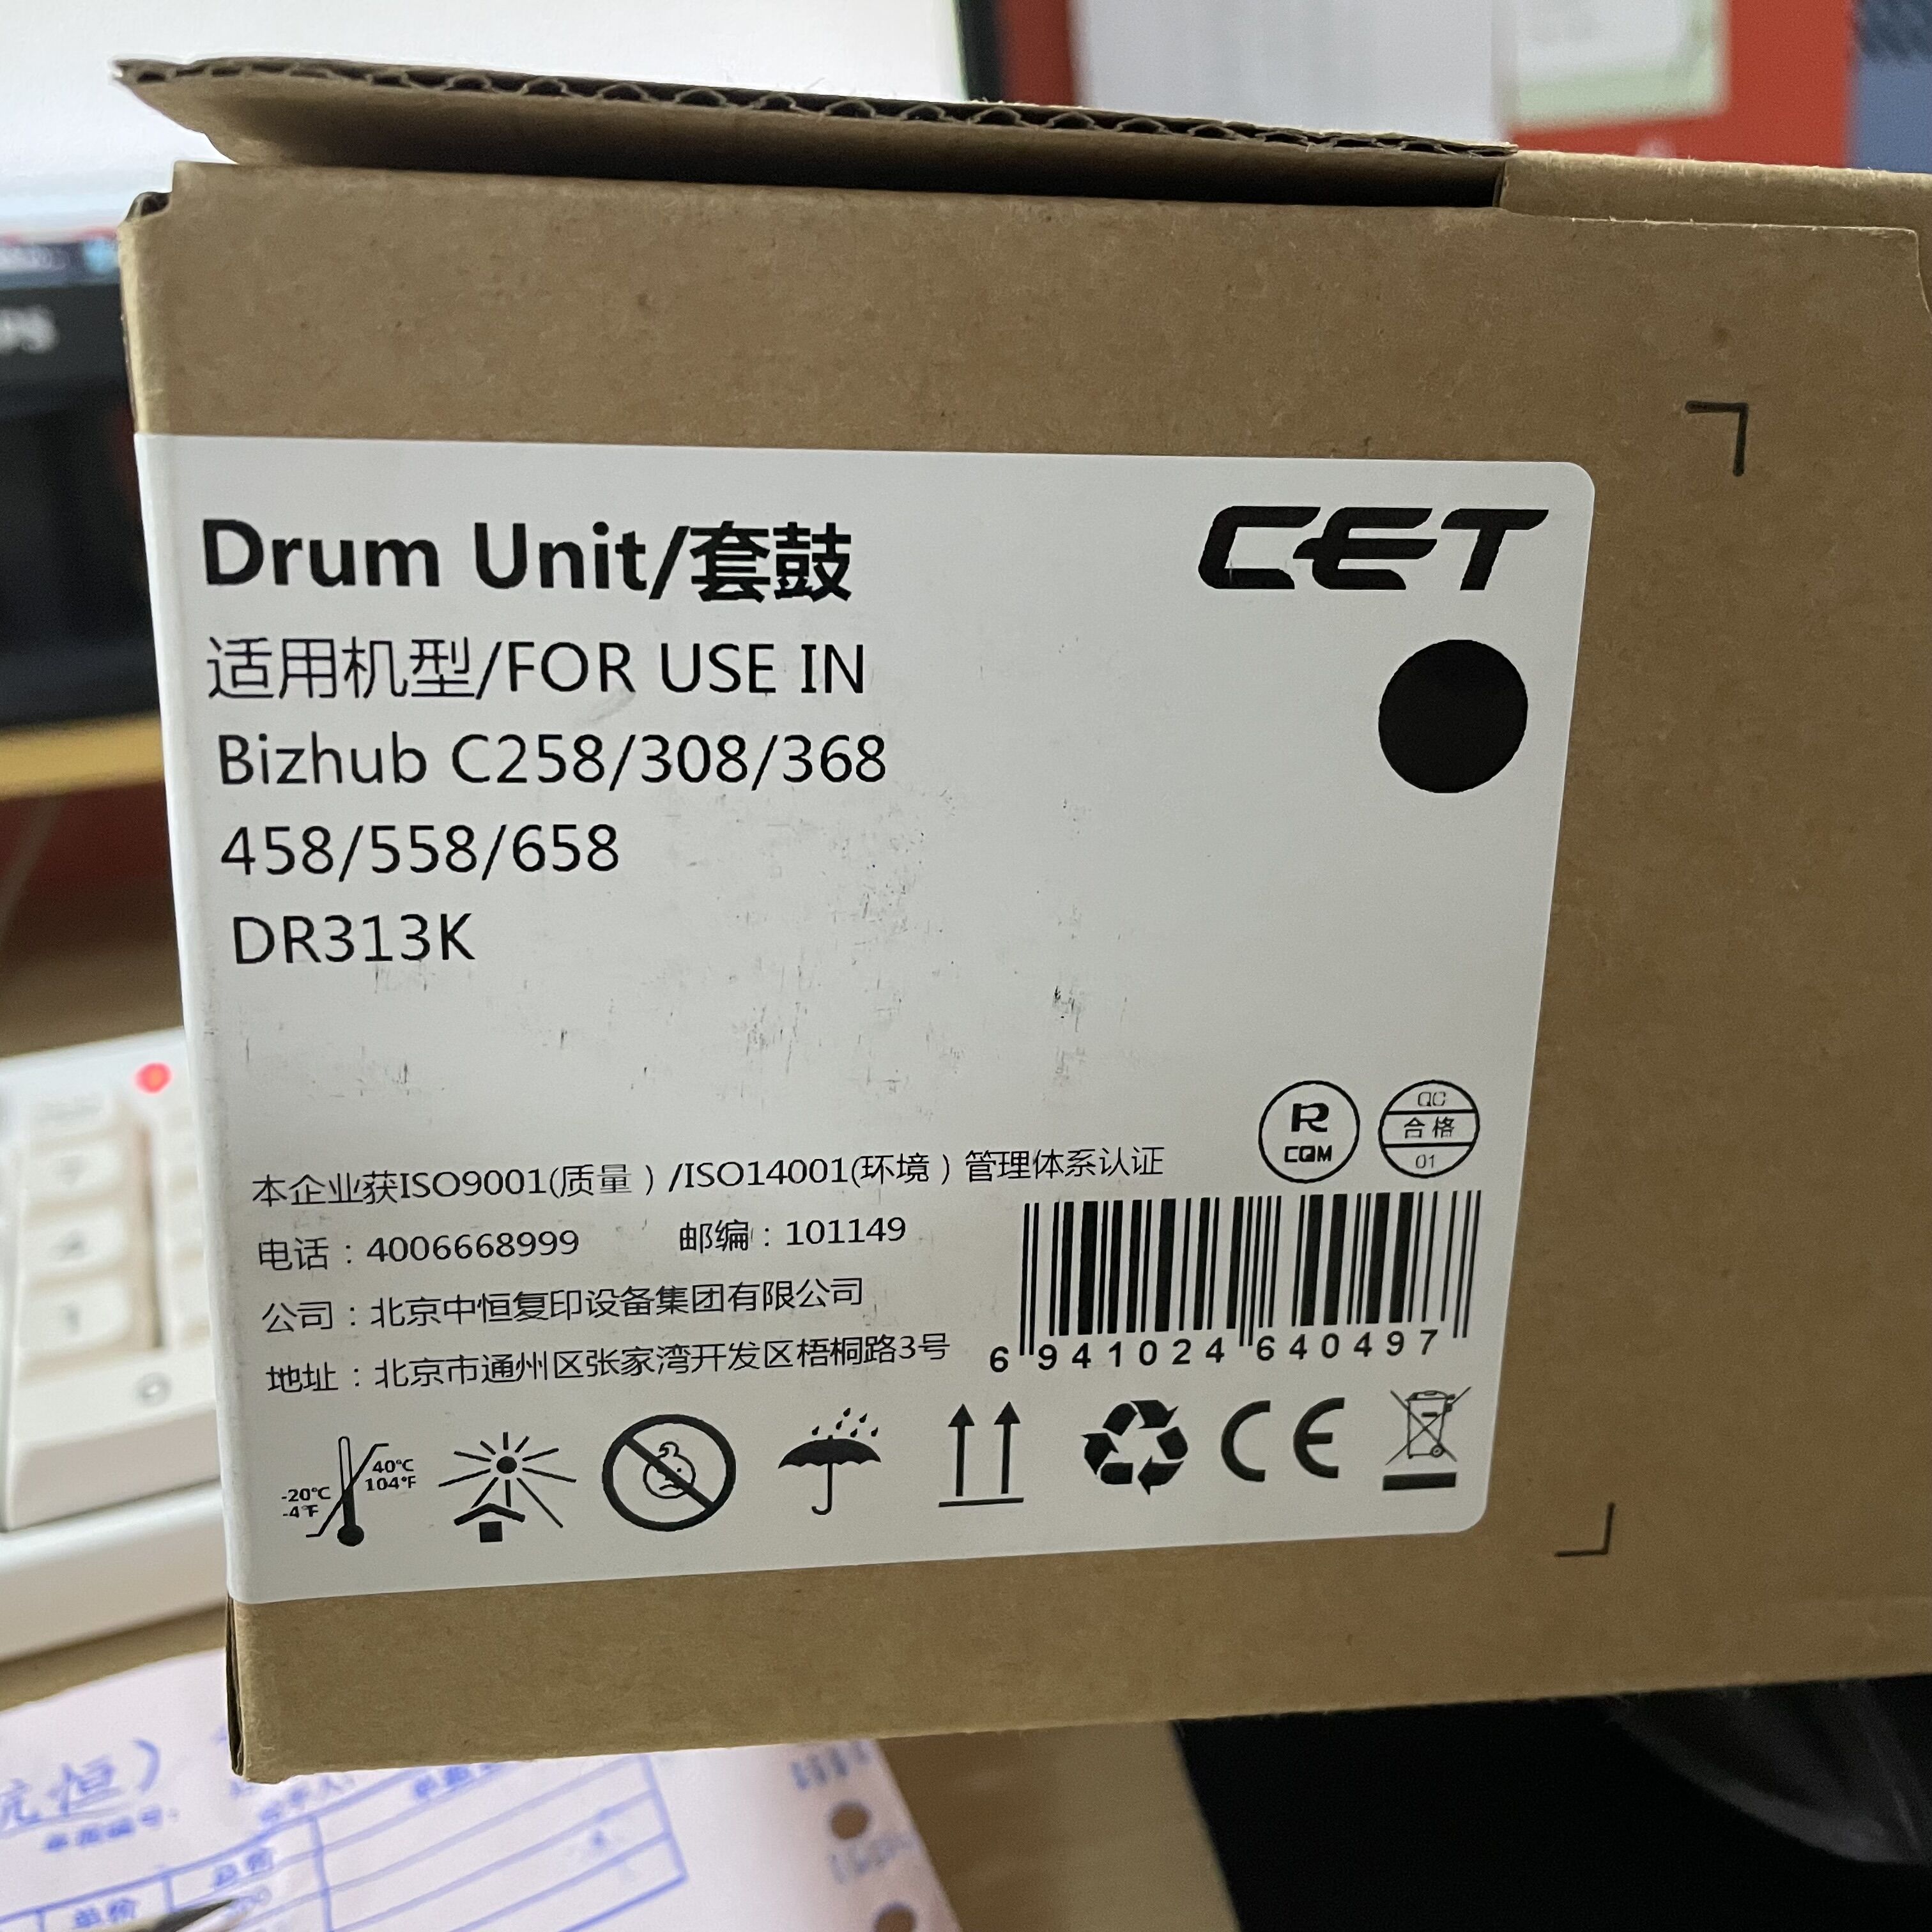 Drum Unit/套鼓
CET
适用机型/FOR USE IN
Bizhub C258/308/368
458/558/658
DR313K
R
CQM
QC
合格
01
本企业获ISO9001(质量)/ISO14001(环境)管理体系认证
电话:4006668999 邮编:101149
公司:北京中恒复印设备集团有限公司
地址:北京市通州区张家湾开发区梧桐路3号
6 941024 640497
40℃
104℉
-20℃
-4℉
CE
恒)
单价